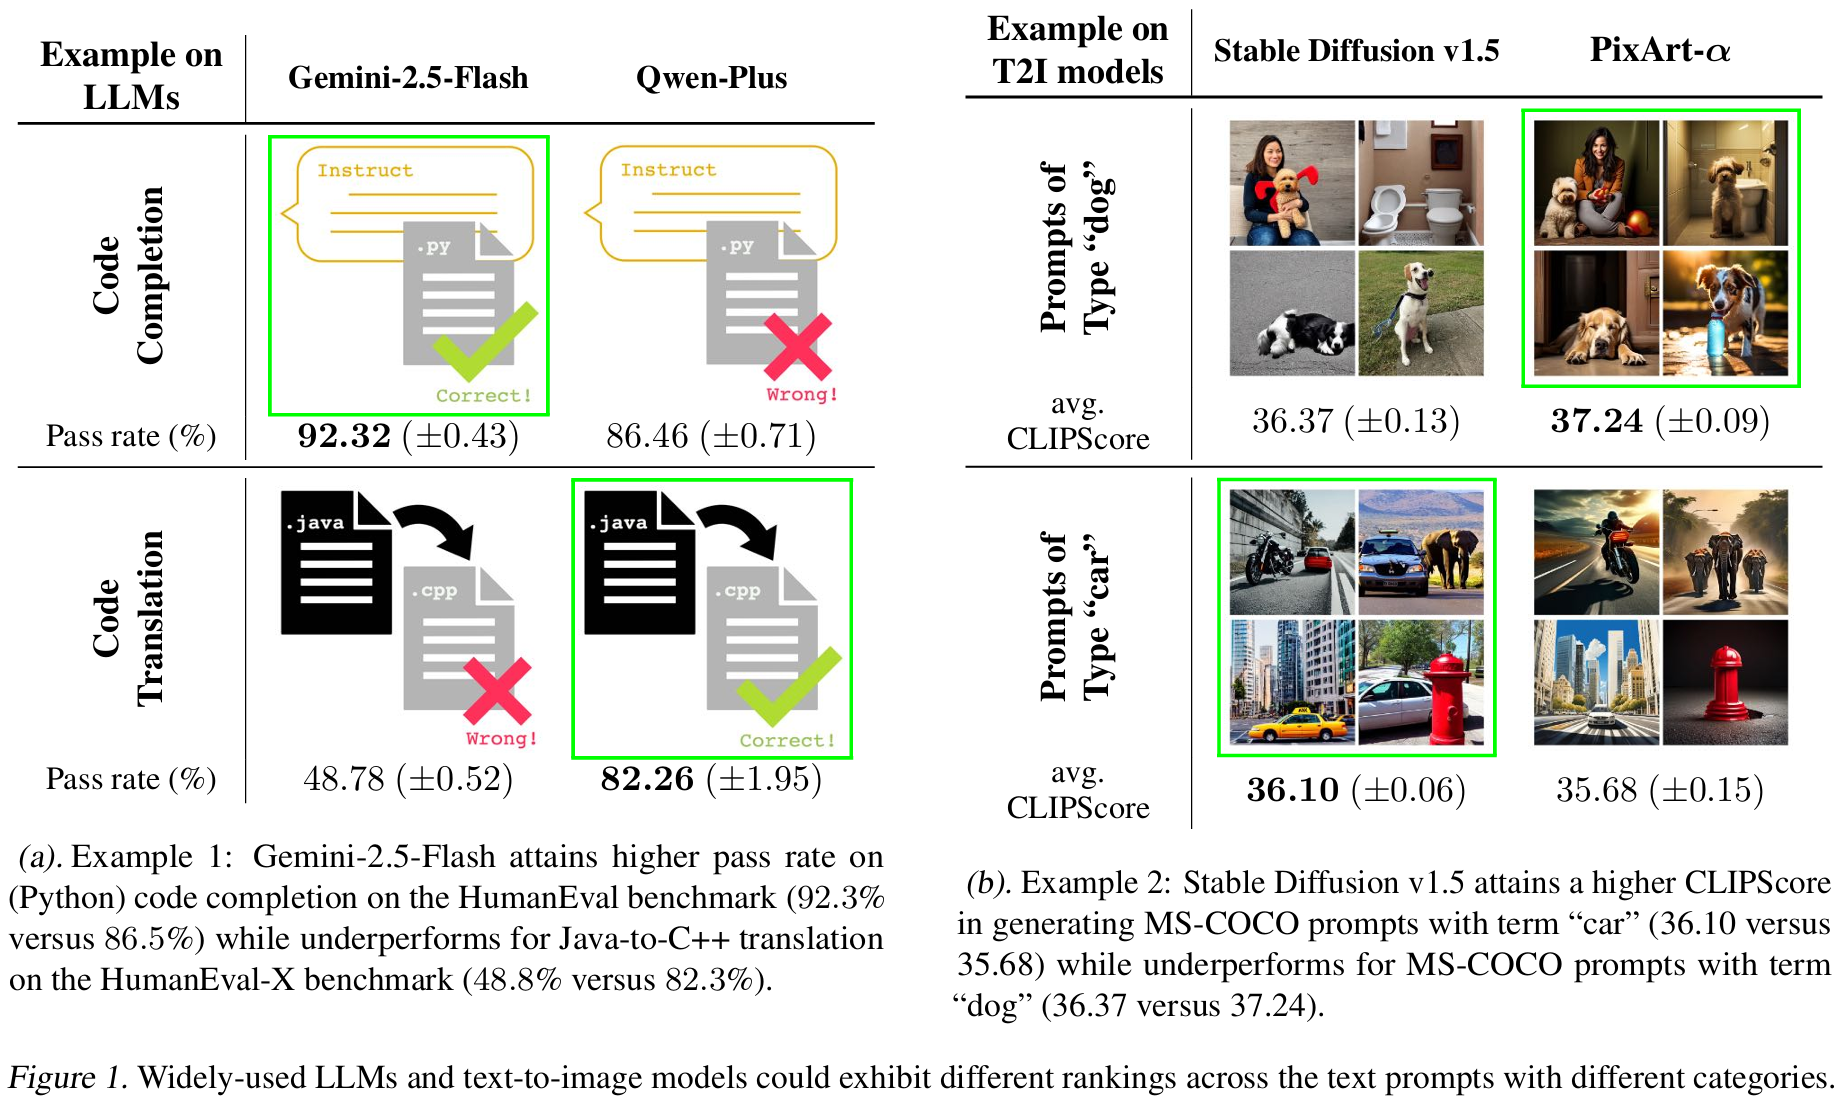 Example on
LLMs
Gemini-2.5-Flash
Qwen-Plus
Code
Completion
Instruct
.py
Correct!
Instruct
.py
Wrong!
Pass rate (%)
92.32 (±0.43)
86.46 (±0.71)
Code
Translation
.java
.cpp
Wrong!
.java
.cpp
Correct!
Pass rate (%)
48.78 (±0.52)
82.26 (±1.95)
(a). Example 1: Gemini-2.5-Flash attains higher pass rate on
(Python) code completion on the HumanEval benchmark (92.3%
versus 86.5%) while underperforms for Java-to-C++ translation
on the HumanEval-X benchmark (48.8% versus 82.3%).
Example on
T2I models
Stable Diffusion v1.5
PixArt-α
Prompts of
Type “dog”
avg.
CLIPScore
36.37 (±0.13)
37.24 (±0.09)
Prompts of
Type “car”
avg.
CLIPScore
36.10 (±0.06)
35.68 (±0.15)
(b). Example 2: Stable Diffusion v1.5 attains a higher CLIPScore
in generating MS-COCO prompts with term “car” (36.10 versus
35.68) while underperforms for MS-COCO prompts with term
“dog” (36.37 versus 37.24).
Figure 1. Widely-used LLMs and text-to-image models could exhibit different rankings across the text prompts with different categories.